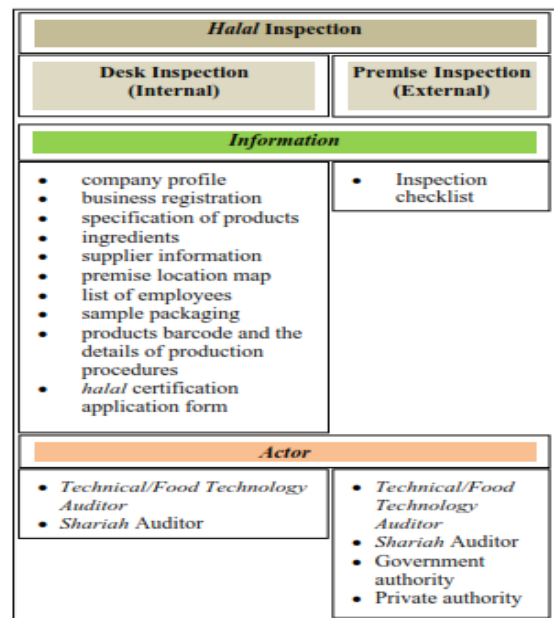 Halal Inspection
Desk Inspection
(Internal)
Premise Inspection
(External)
Information
• company profile
• business registration
• specification of products
• ingredients
• supplier information
• premise location map
• list of employees
• sample packaging
• products barcode and the
details of production
procedures
• halal certification
application form
• Inspection
checklist
Actor
• Technical/Food Technology
Auditor
• Shariah Auditor
• Technical/Food
Technology
Auditor
• Shariah Auditor
• Government
authority
• Private authority